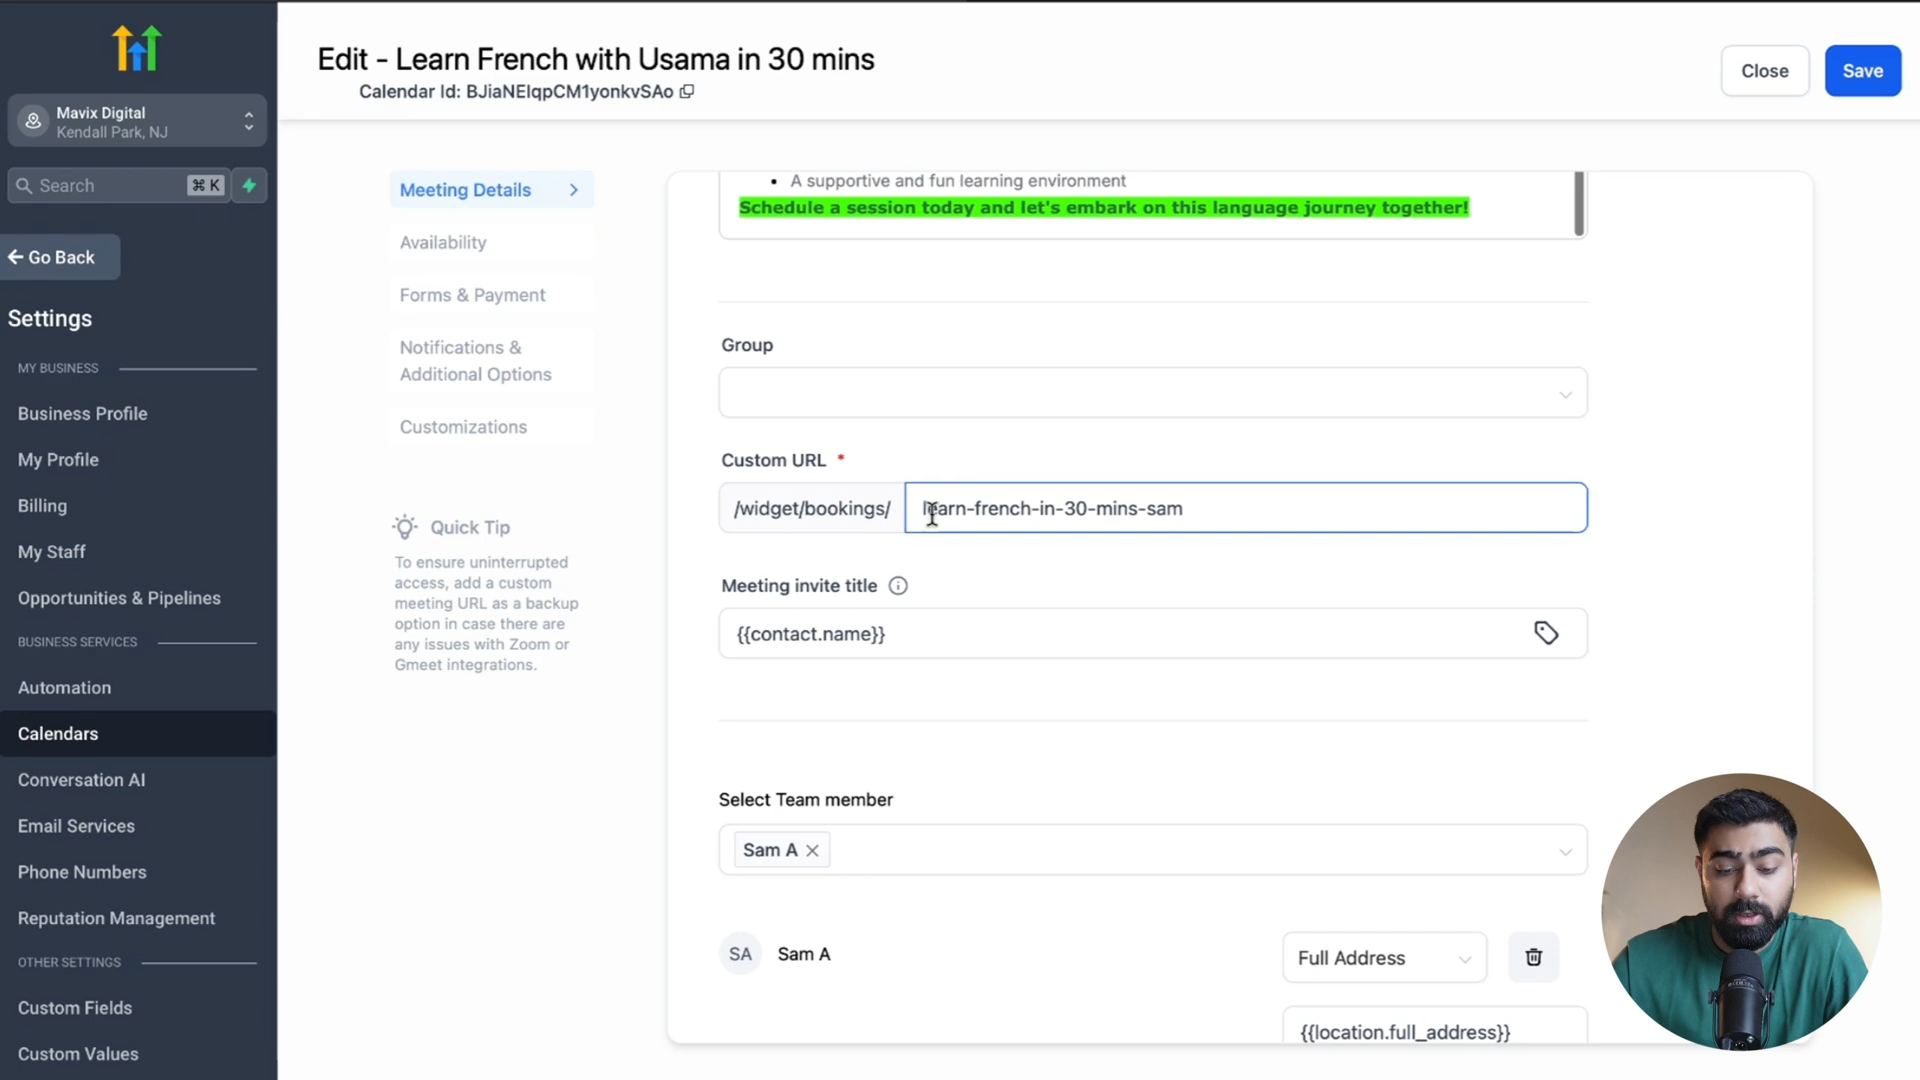 Edit - Learn French with Usama in 30 mins
Calendar Id: BJiaNEIqpCM1yonkvSAo
Close
Save
Mavix Digital
Kendall Park, NJ
Search
⌘ K
Go Back
Settings
MY BUSINESS
Business Profile
My Profile
Billing
My Staff
Opportunities & Pipelines
BUSINESS SERVICES
Automation
Calendars
Conversation AI
Email Services
Phone Numbers
Reputation Management
OTHER SETTINGS
Custom Fields
Custom Values
Meeting Details
Availability
Forms & Payment
Notifications &
Additional Options
Customizations
Quick Tip
To ensure uninterrupted
access, add a custom
meeting URL as a backup
option in case there are
any issues with Zoom or
Gmeet integrations.
• A supportive and fun learning environment
Schedule a session today and let's embark on this language journey together!
Group
Custom URL *
/widget/bookings/ learn-french-in-30-mins-sam
Meeting invite title
{{contact.name}}
Select Team member
Sam A
SA Sam A
Full Address
{{location.full_address}}